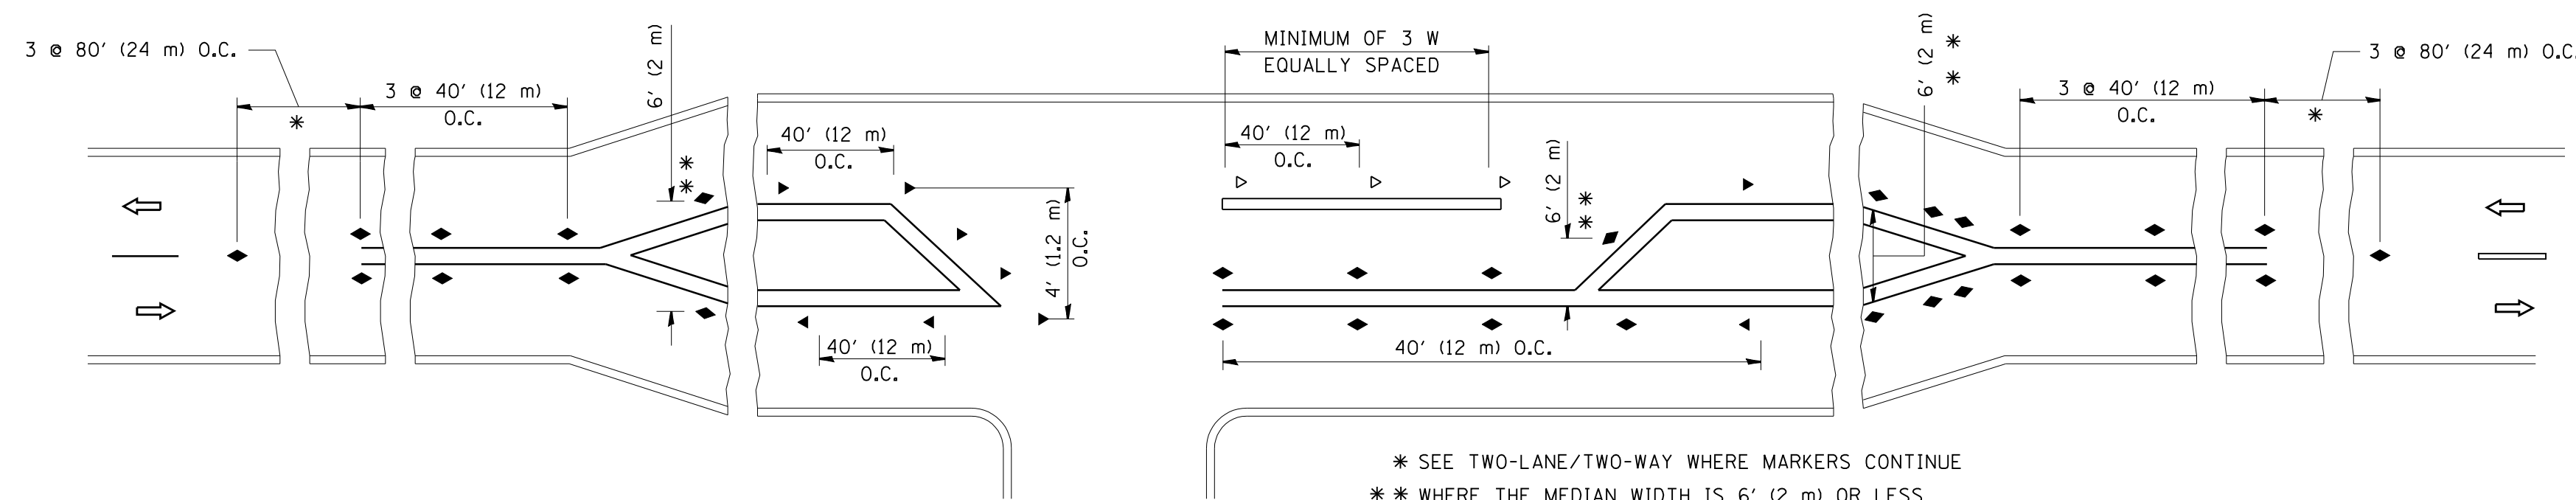 3 @ 80' (24 m) O.C.
3 @ 40' (12 m)
O.C.
6' (2 m)
* *
*
40' (12 m)
O.C.
4' (1.2 m)
O.C.
40' (12 m)
O.C.
MINIMUM OF 3 W
EQUALLY SPACED
40' (12 m)
O.C.
6' (2 m)
* *
40' (12 m) O.C.
6' (2 m)
* *
3 @ 40' (12 m)
O.C.
3 @ 80' (24 m) O.C.
*
* SEE TWO-LANE/TWO-WAY WHERE MARKERS CONTINUE
* * WHERE THE MEDIAN WIDTH IS 6' (2 m) OR LESS